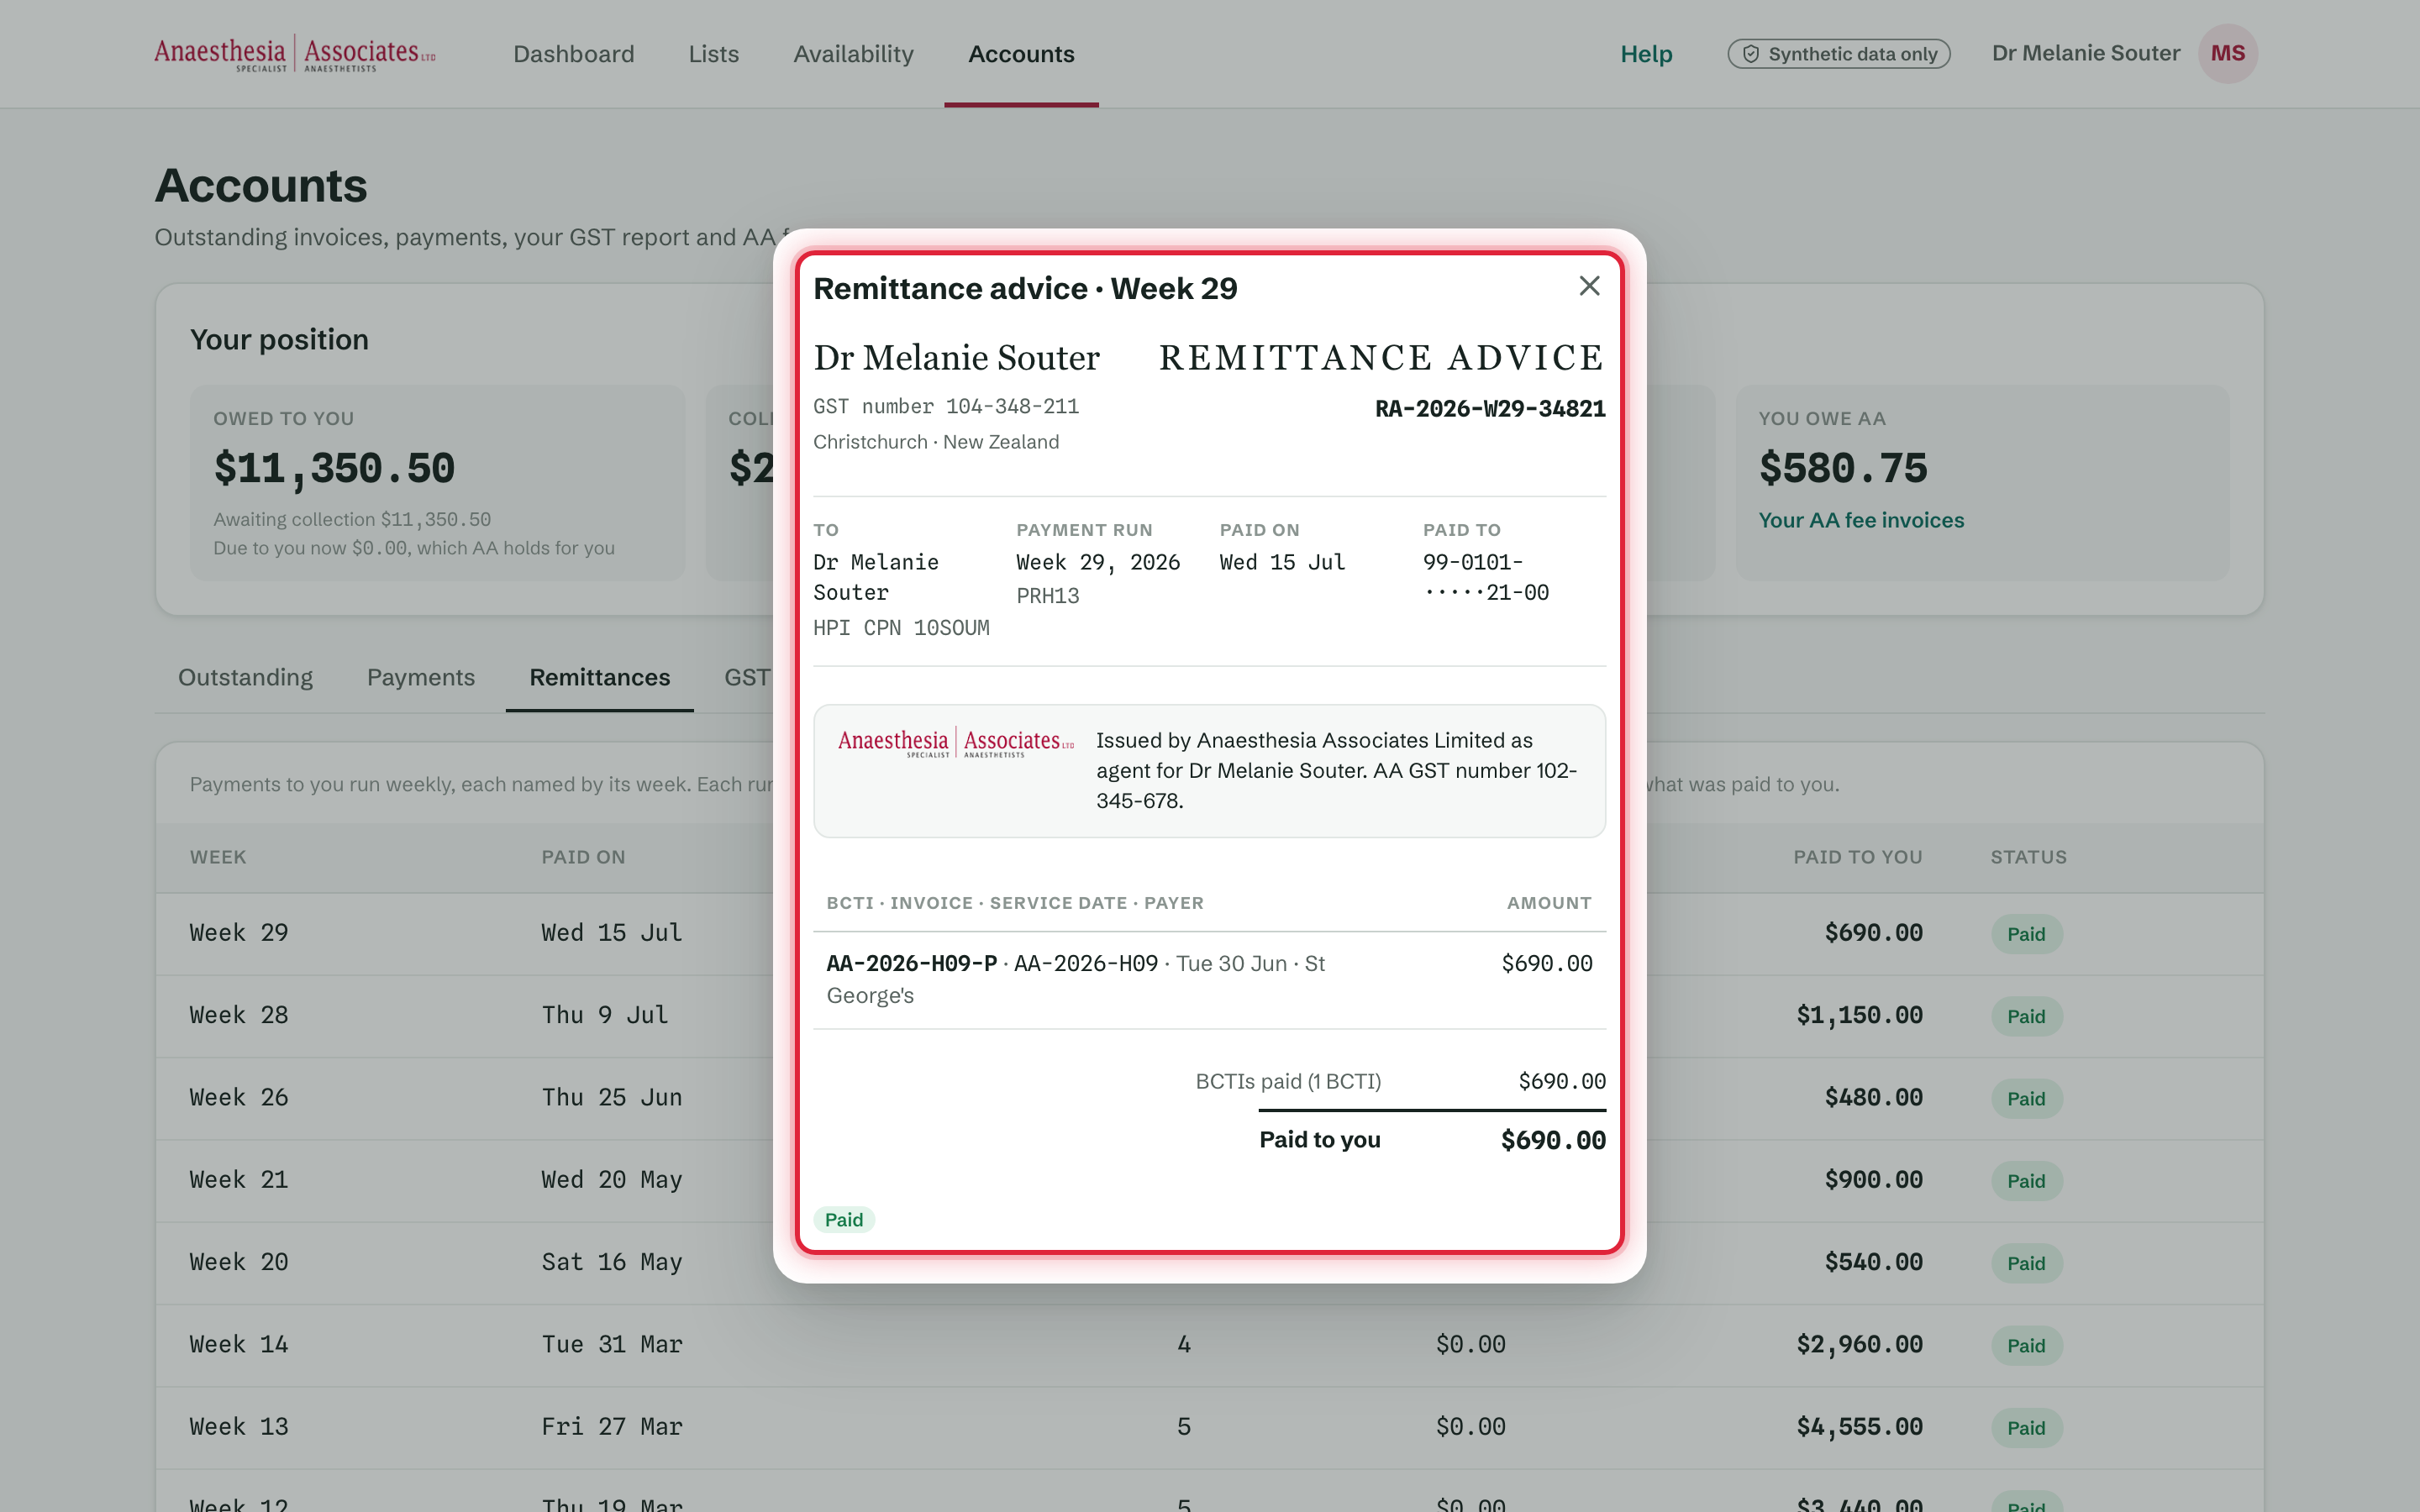 Anaesthesia Associates LTD
SPECIALIST ANAESTHETISTS
Dashboard
Lists
Availability
Accounts
Help
Synthetic data only
Dr Melanie Souter
MS
Accounts
Outstanding invoices, payments, your GST report and AA
Your position
OWED TO YOU
$11,350.50
Awaiting collection $11,350.50
Due to you now $0.00, which AA holds for you
YOU OWE AA
$580.75
Your AA fee invoices
Outstanding
Payments
Remittances
GST
Payments to you run weekly, each named by its week. Each
what was paid to you.
WEEK PAID ON PAID TO YOU STATUS
Week 29 Wed 15 Jul $690.00 Paid
Week 28 Thu 9 Jul $1,150.00 Paid
Week 26 Thu 25 Jun $480.00 Paid
Week 21 Wed 20 May $900.00 Paid
Week 20 Sat 16 May $540.00 Paid
Week 14 Tue 31 Mar 4 $0.00 $2,960.00 Paid
Week 13 Fri 27 Mar 5 $0.00 $4,555.00 Paid
Week 12 Thu 19 Mar 5 $0.00 $3,440.00 Paid
Remittance advice · Week 29
Dr Melanie Souter
REMITTANCE ADVICE
GST number 104-348-211
RA-2026-W29-34821
Christchurch · New Zealand
TO
Dr Melanie
Souter
HPI CPN 10SOUM
PAYMENT RUN
Week 29, 2026
PRH13
PAID ON
Wed 15 Jul
PAID TO
99-0101-
·····21-00
Anaesthesia Associates LTD
SPECIALIST ANAESTHETISTS
Issued by Anaesthesia Associates Limited as
agent for Dr Melanie Souter. AA GST number 102-
345-678.
BCTI · INVOICE · SERVICE DATE · PAYER AMOUNT
AA-2026-H09-P · AA-2026-H09 · Tue 30 Jun · St $690.00
George's
BCTIs paid (1 BCTI) $690.00
Paid to you $690.00
Paid